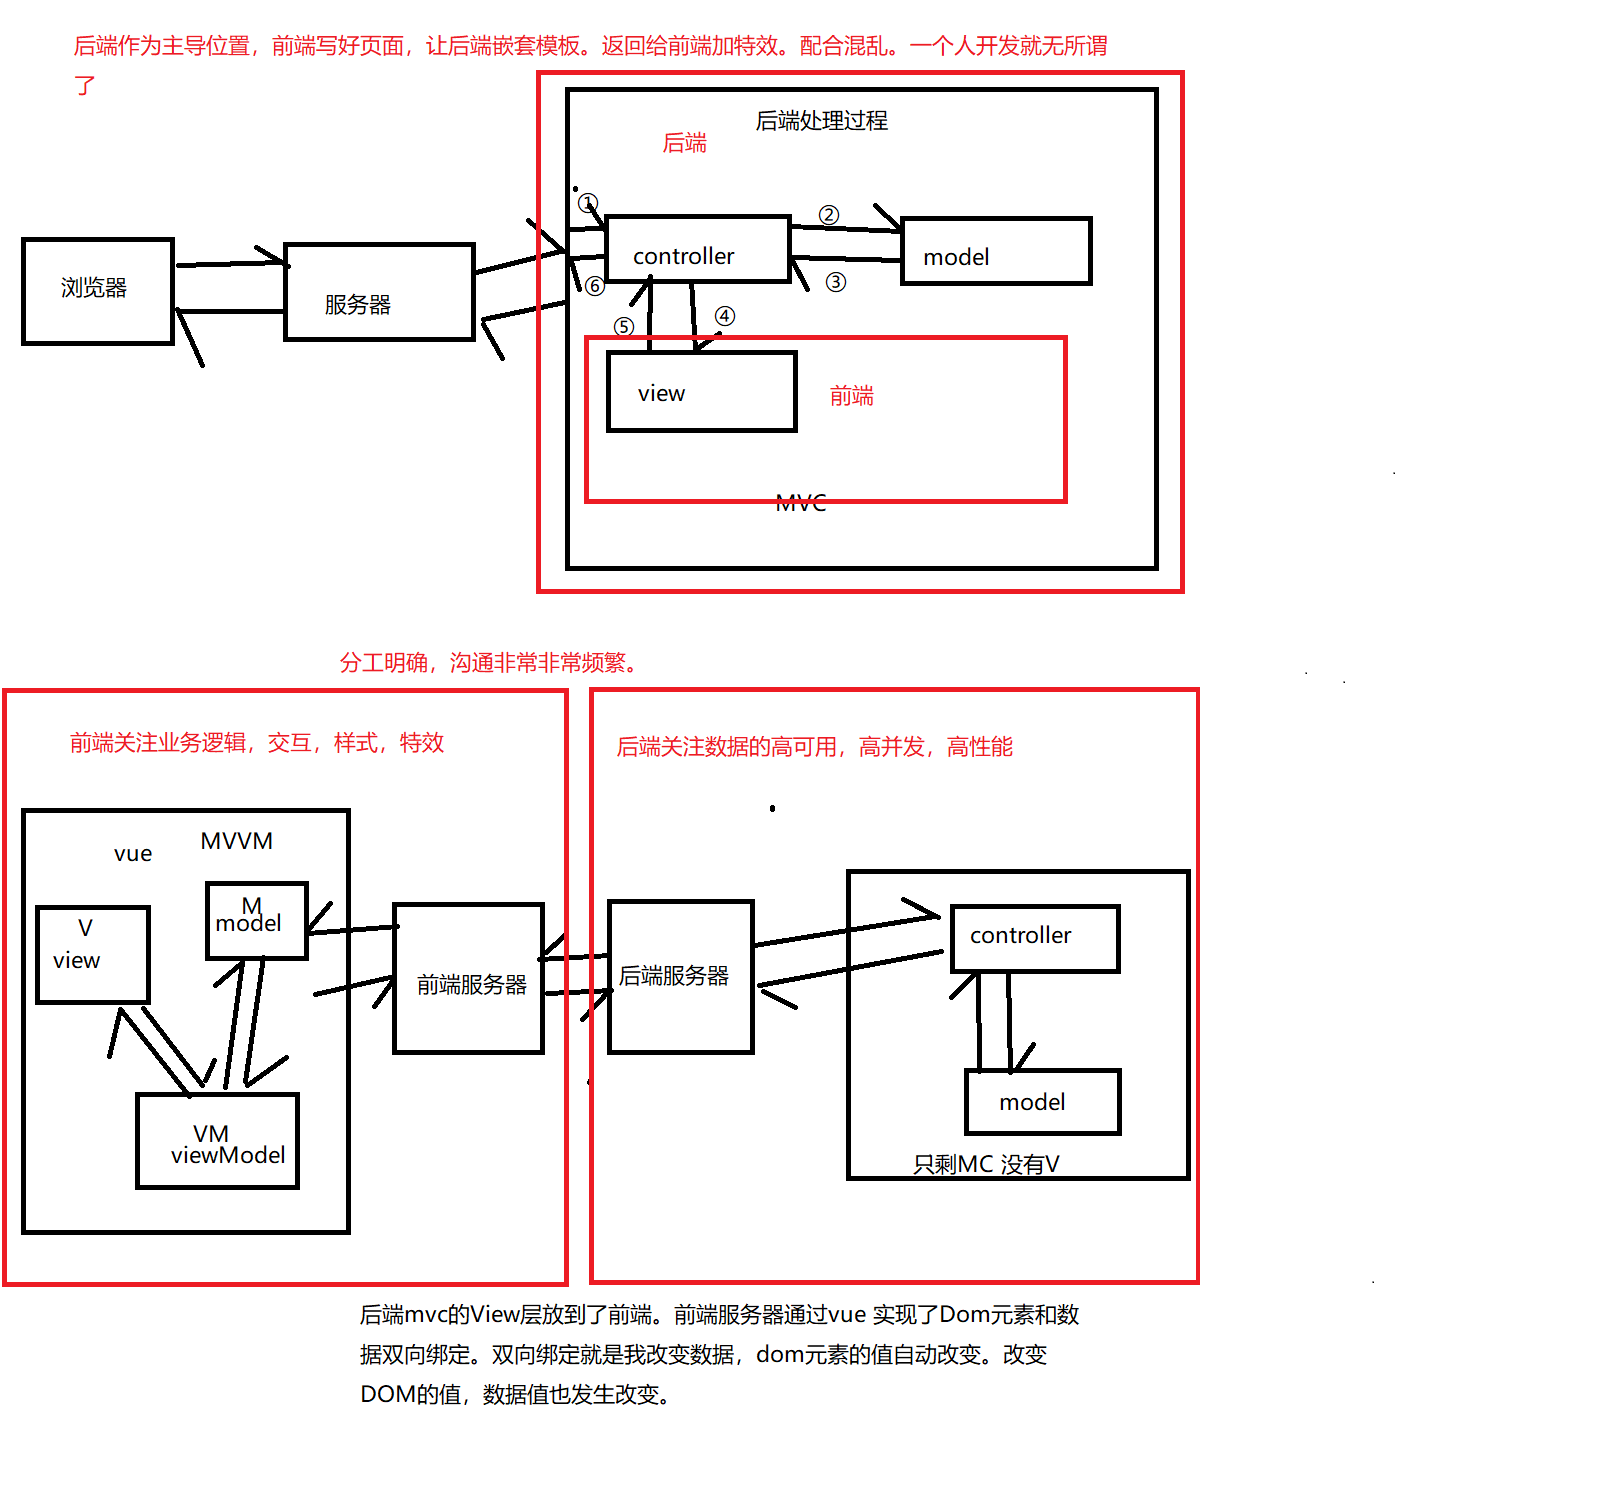 后端作为主导位置，前端写好页面，让后端嵌套模板。返回给前端加特效。配合混乱。一个人开发就无所谓
了
后端处理过程
后端
①
②
controller
model
浏览器
服务器
⑥
③
⑤
④
view
前端
MVC
分工明确，沟通非常非常频繁。
前端关注业务逻辑，交互，样式，特效
后端关注数据的高可用，高并发，高性能
vue
MVVM
V
view
M
model
前端服务器
后端服务器
controller
model
VM
viewModel
只剩MC 没有V
后端mvc的View层放到了前端。前端服务器通过vue 实现了Dom元素和数
据双向绑定。双向绑定就是我改变数据，dom元素的值自动改变。改变
DOM的值，数据值也发生改变。